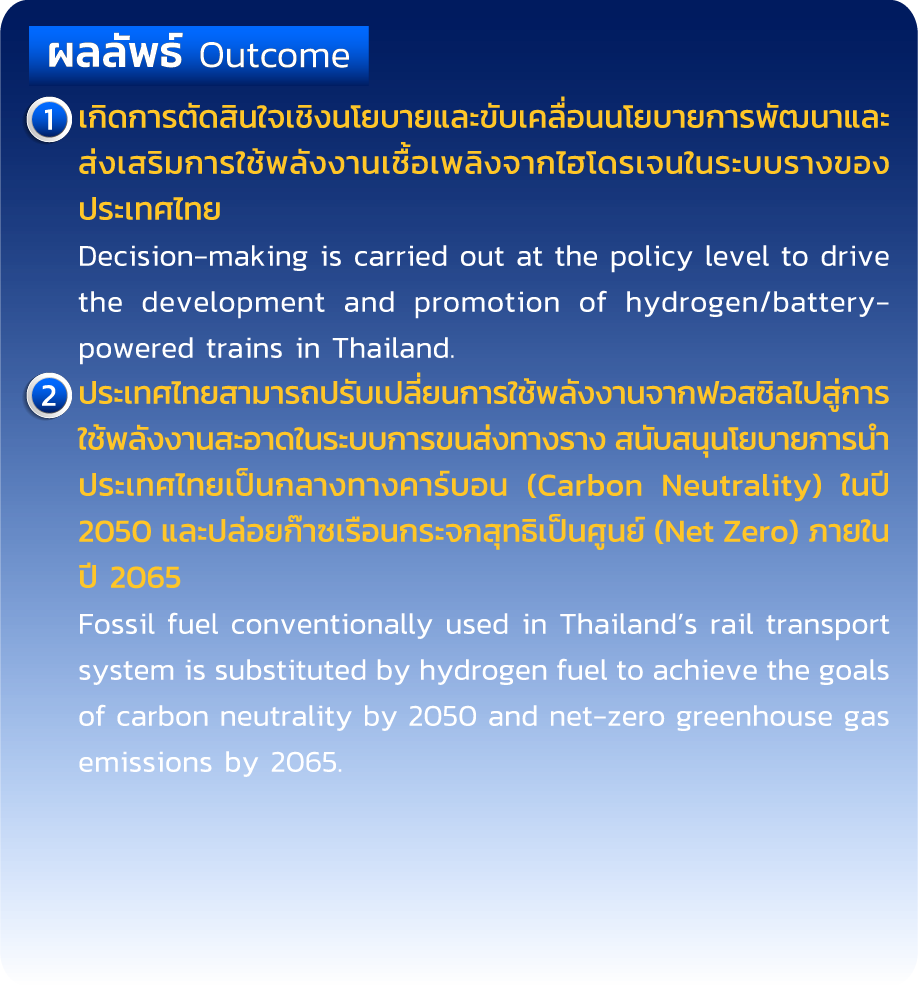 ผลลัพธ์ Outcome
1 เกิดการตัดสินใจเชิงนโยบายและขับเคลื่อนนโยบายการพัฒนาและ
ส่งเสริมการใช้พลังงานเชื้อเพลิงจากไฮโดรเจนในระบบรางของ
ประเทศไทย
Decision-making is carried out at the policy level to drive
the development and promotion of hydrogen/battery-
powered trains in Thailand.
2 ประเทศไทยสามารถปรับเปลี่ยนการใช้พลังงานจากฟอสซิลไปสู่การ
ใช้พลังงานสะอาดในระบบการขนส่งทางราง สนับสนุนโยบายการนำ
ประเทศไทยเป็นกลางทางคาร์บอน (Carbon Neutrality) ในปี
2050 และปล่อยก๊าซเรือนกระจกสุทธิเป็นศูนย์ (Net Zero) ภายใน
ปี 2065
Fossil fuel conventionally used in Thailand’s rail transport
system is substituted by hydrogen fuel to achieve the goals
of carbon neutrality by 2050 and net-zero greenhouse gas
emissions by 2065.